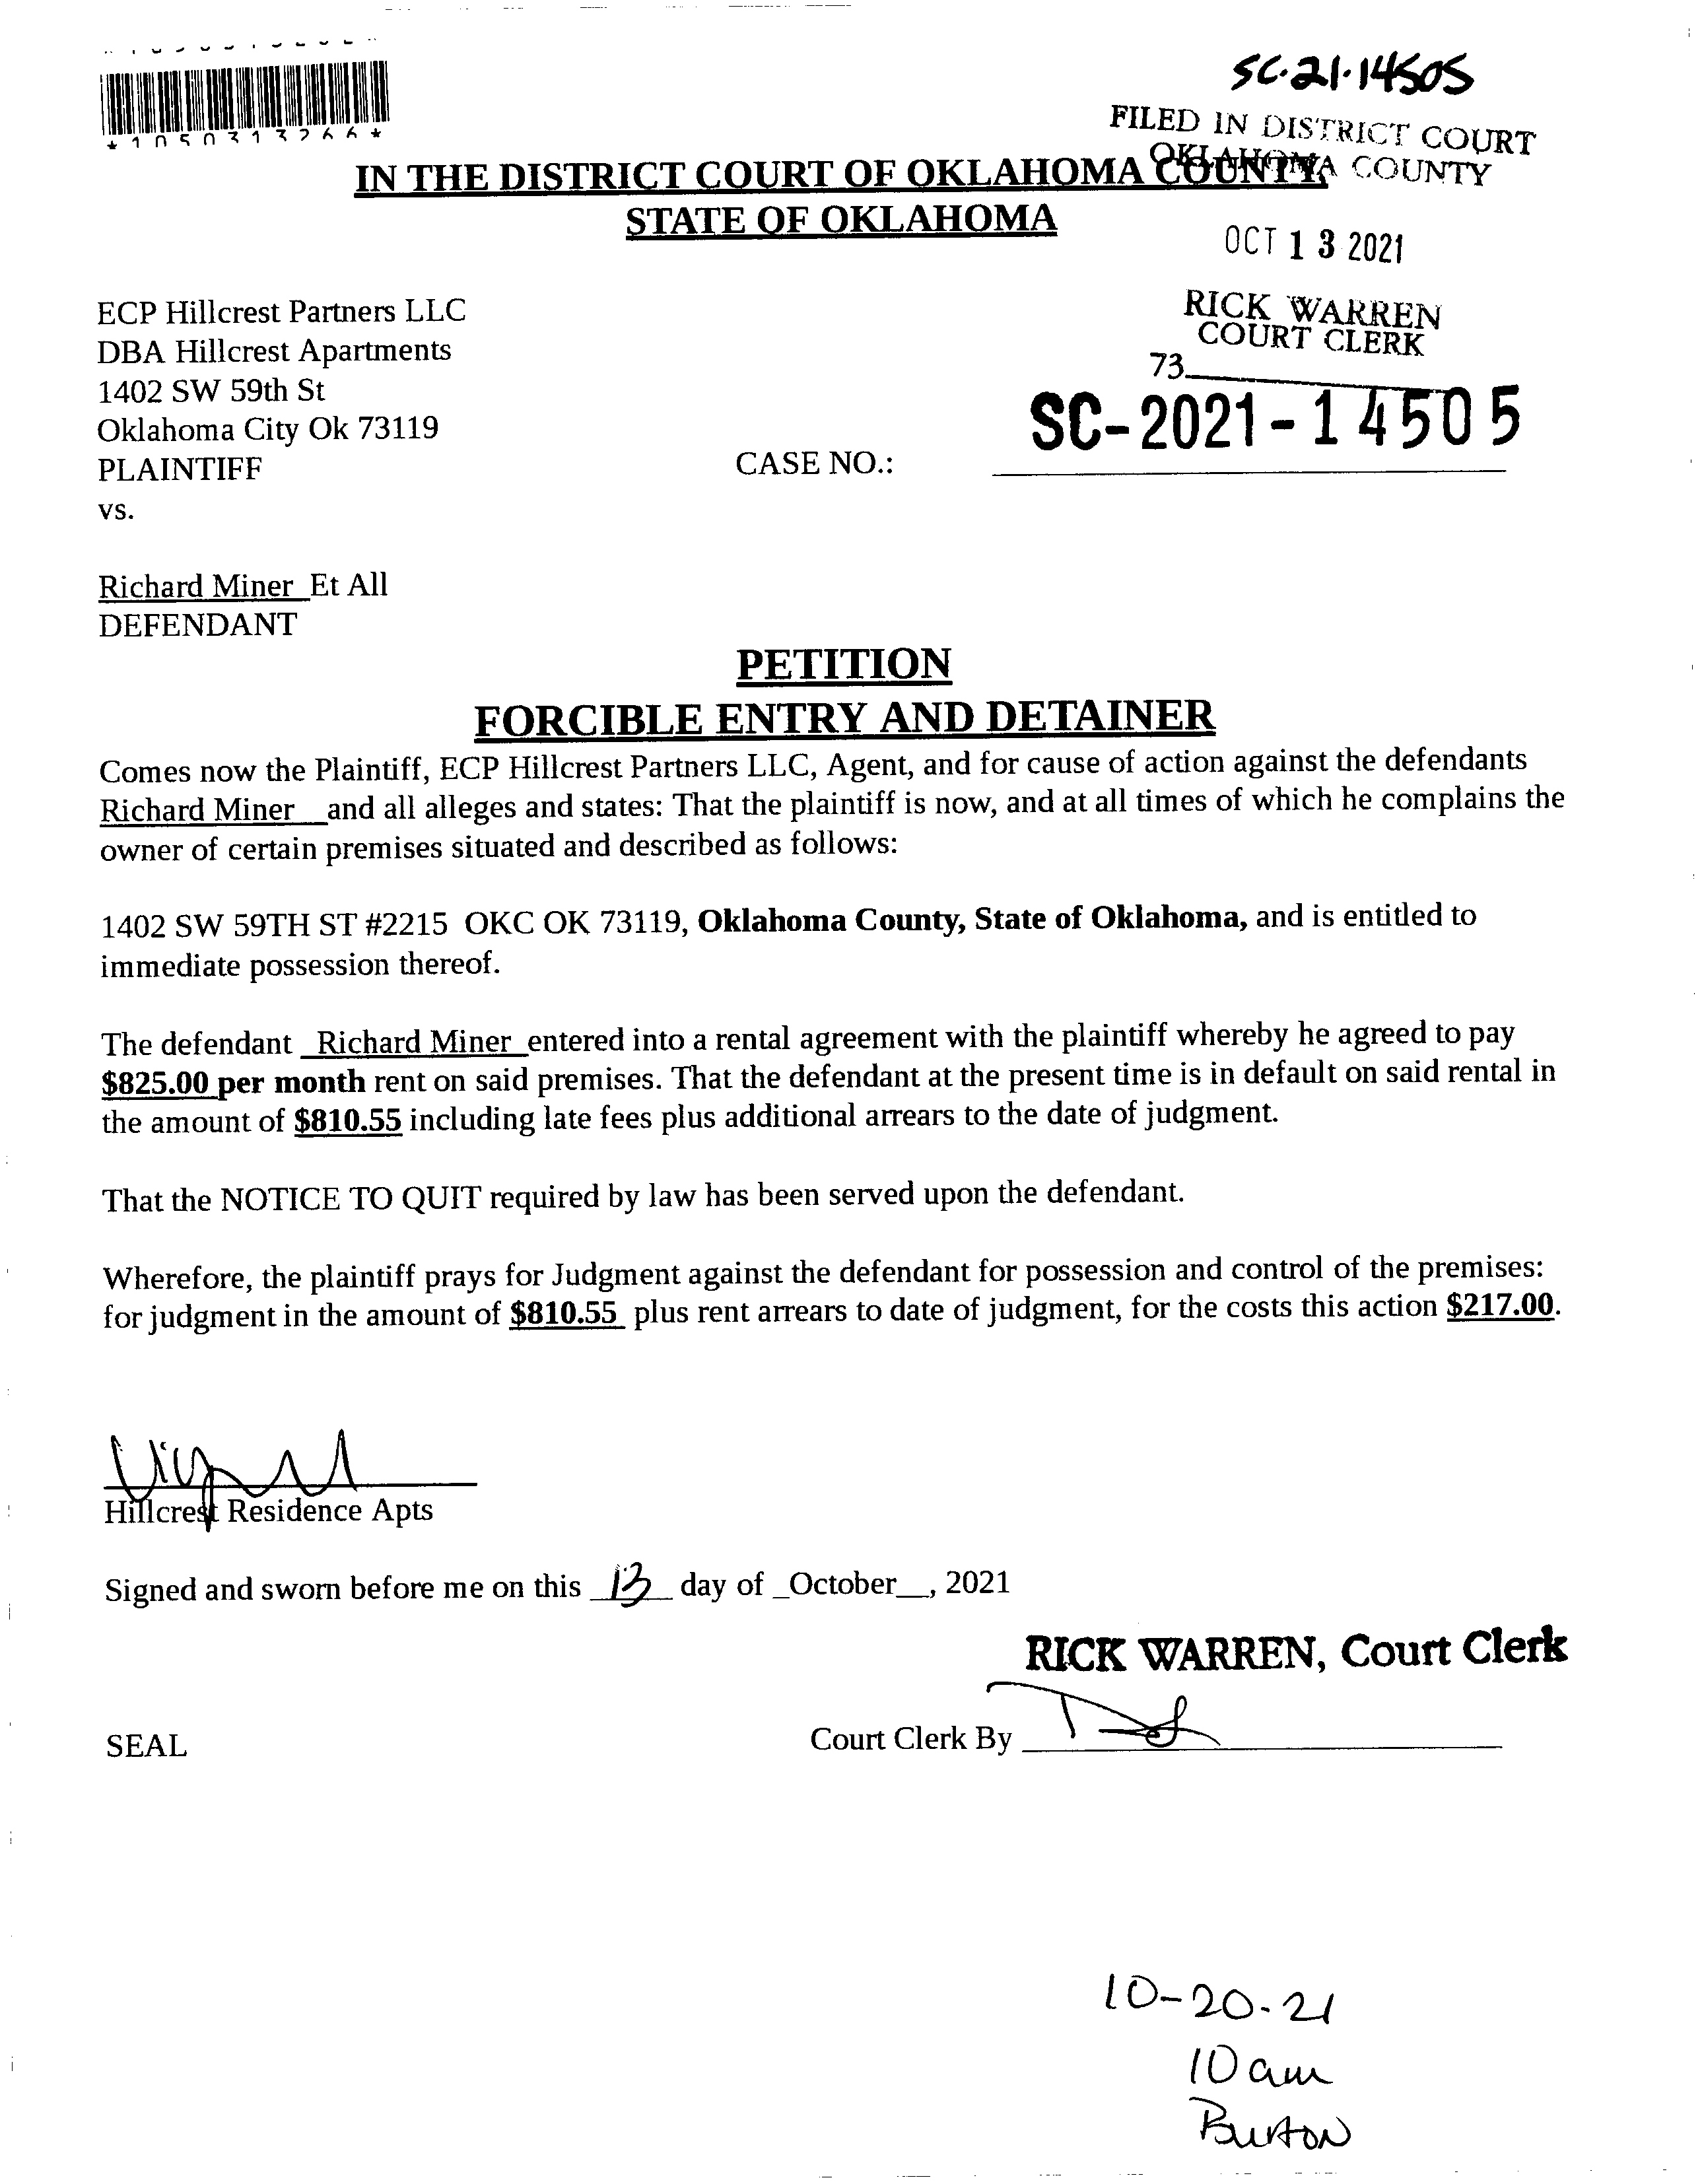 SC-21-14505
*1050313266*
FILED IN DISTRICT COURT
OKLAHOMA COUNTY
IN THE DISTRICT COURT OF OKLAHOMA COUNTY,
STATE OF OKLAHOMA
OCT 13 2021
RICK WARREN
COURT CLERK
73
ECP Hillcrest Partners LLC
DBA Hillcrest Apartments
1402 SW 59th St
Oklahoma City Ok 73119
PLAINTIFF
CASE NO.: SC-2021-14505
vs.
Richard Miner Et All
DEFENDANT
PETITION
FORCIBLE ENTRY AND DETAINER
Comes now the Plaintiff, ECP Hillcrest Partners LLC, Agent, and for cause of action against the defendants
Richard Miner and all alleges and states: That the plaintiff is now, and at all times of which he complains the
owner of certain premises situated and described as follows:
1402 SW 59TH ST #2215 OKC OK 73119, Oklahoma County, State of Oklahoma, and is entitled to
immediate possession thereof.
The defendant Richard Miner entered into a rental agreement with the plaintiff whereby he agreed to pay
$825.00 per month rent on said premises. That the defendant at the present time is in default on said rental in
the amount of $810.55 including late fees plus additional arrears to the date of judgment.
That the NOTICE TO QUIT required by law has been served upon the defendant.
Wherefore, the plaintiff prays for Judgment against the defendant for possession and control of the premises:
for judgment in the amount of $810.55 plus rent arrears to date of judgment, for the costs this action $217.00.
Hillcrest Residence Apts
Signed and sworn before me on this 13 day of _October__, 2021
RICK WARREN, Court Clerk
SEAL
Court Clerk By
10-20-21
10 am
Burton